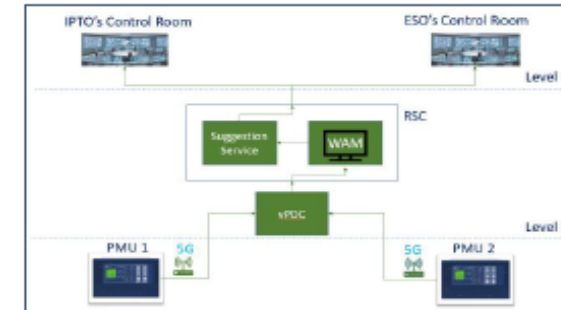 IPTO's Control Room
ESO's Control Room
Level
RSC
Suggestion
Service
WAM
vPDC
Level
PMU 1
5G
5G
PMU 2